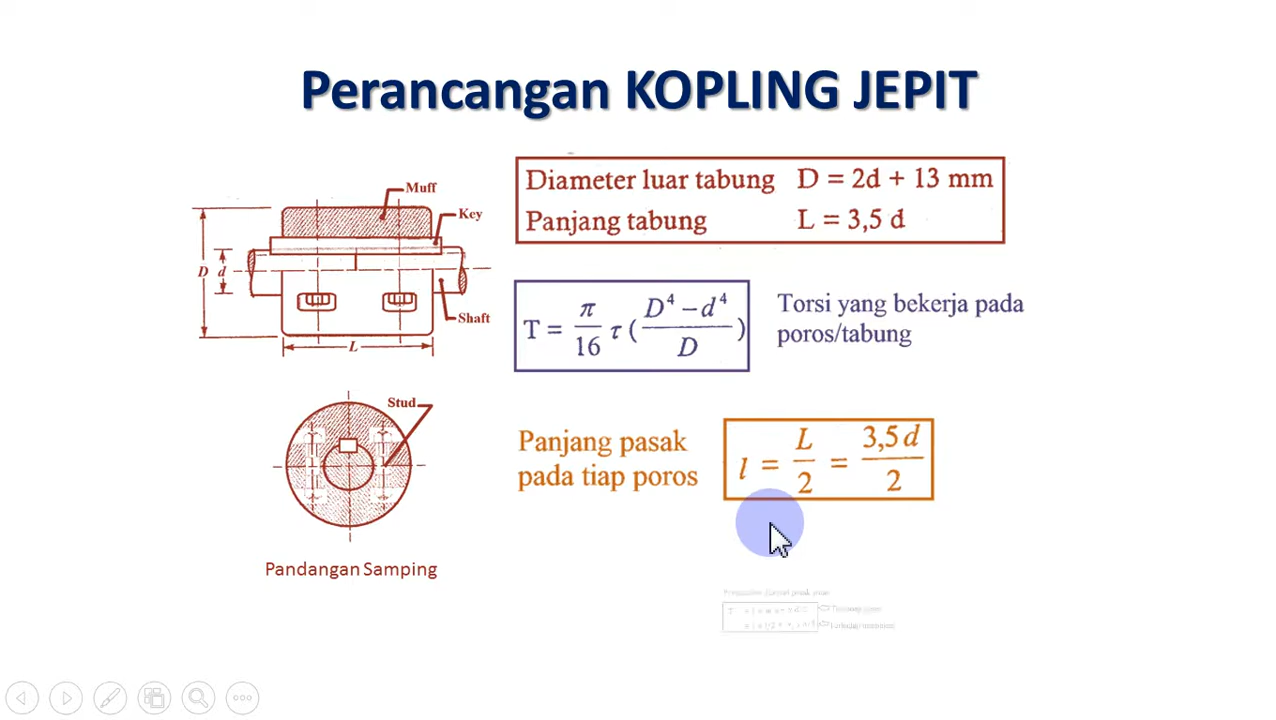 Perancangan KOPLING JEPIT
Muff
Key
D
d
Shaft
L
Diameter luar tabung D = 2d + 13 mm
Panjang tabung L = 3,5 d
T = π/16 τ (D⁴ − d⁴/D)
Torsi yang bekerja pada
poros/tabung
Stud
Pandangan Samping
Panjang pasak
pada tiap poros
l = L/2 = 3,5 d/2